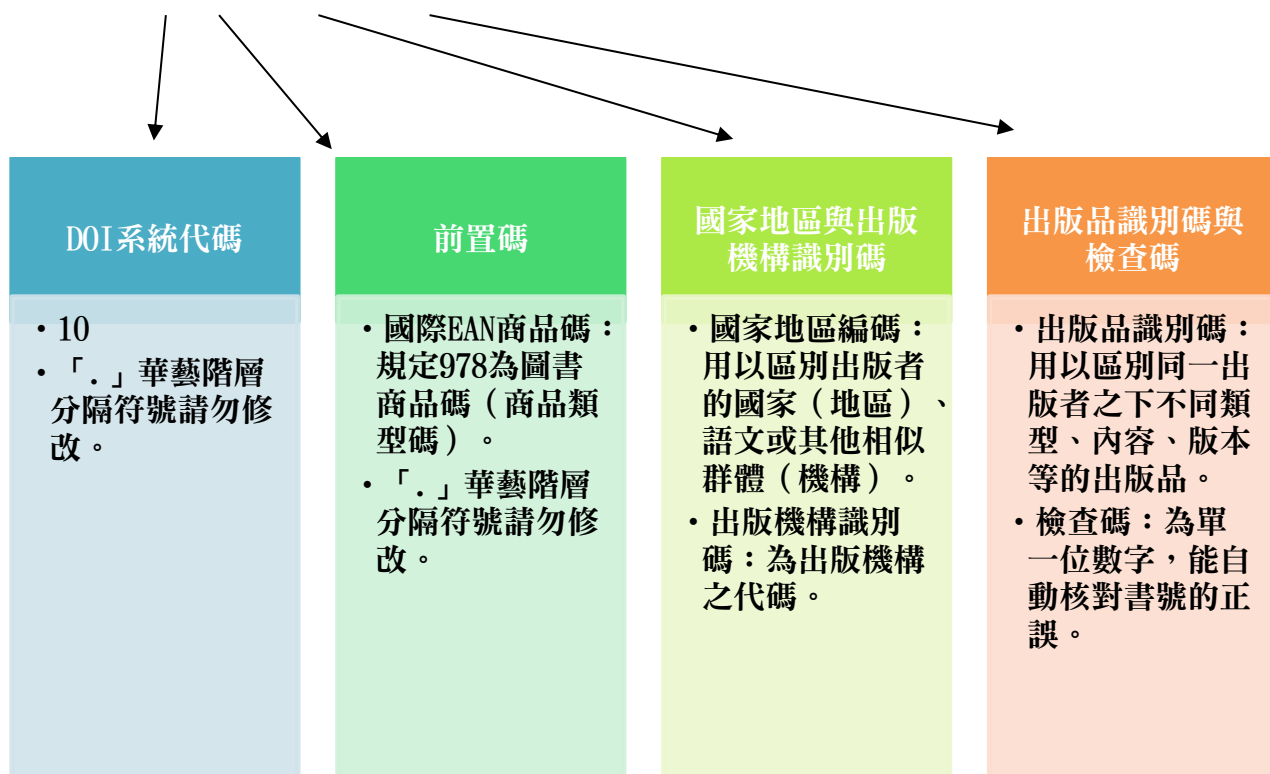 DOI系統代碼
・10
・「.」華藝階層
分隔符號請勿修
改。
前置碼
・國際EAN商品碼：
規定978為圖書
商品碼（商品類
型碼）。
・「.」華藝階層
分隔符號請勿修
改。
國家地區與出版
機構識別碼
・國家地區編碼：
用以區別出版者
的國家（地區）、
語文或其他相似
群體（機構）。
・出版機構識別
碼：為出版機構
之代碼。
出版品識別碼與
檢查碼
・出版品識別碼：
用以區別同一出
版者之下不同類
型、內容、版本
等的出版品。
・檢查碼：為單
一位數字，能自
動核對書號的正
誤。